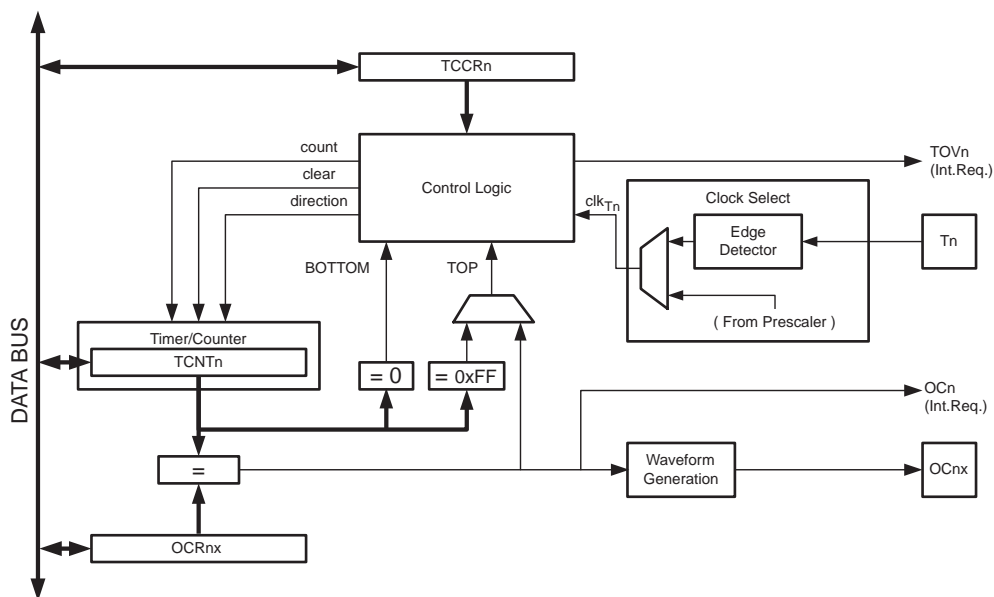 TCCRn
count
clear
direction
Control Logic
TOVn
(Int.Req.)
clkTn
Clock Select
Edge
Detector
Tn
( From Prescaler )
BOTTOM
TOP
Timer/Counter
TCNTn
= 0
= 0xFF
DATA BUS
OCn
(Int.Req.)
=
Waveform
Generation
OCnx
OCRnx